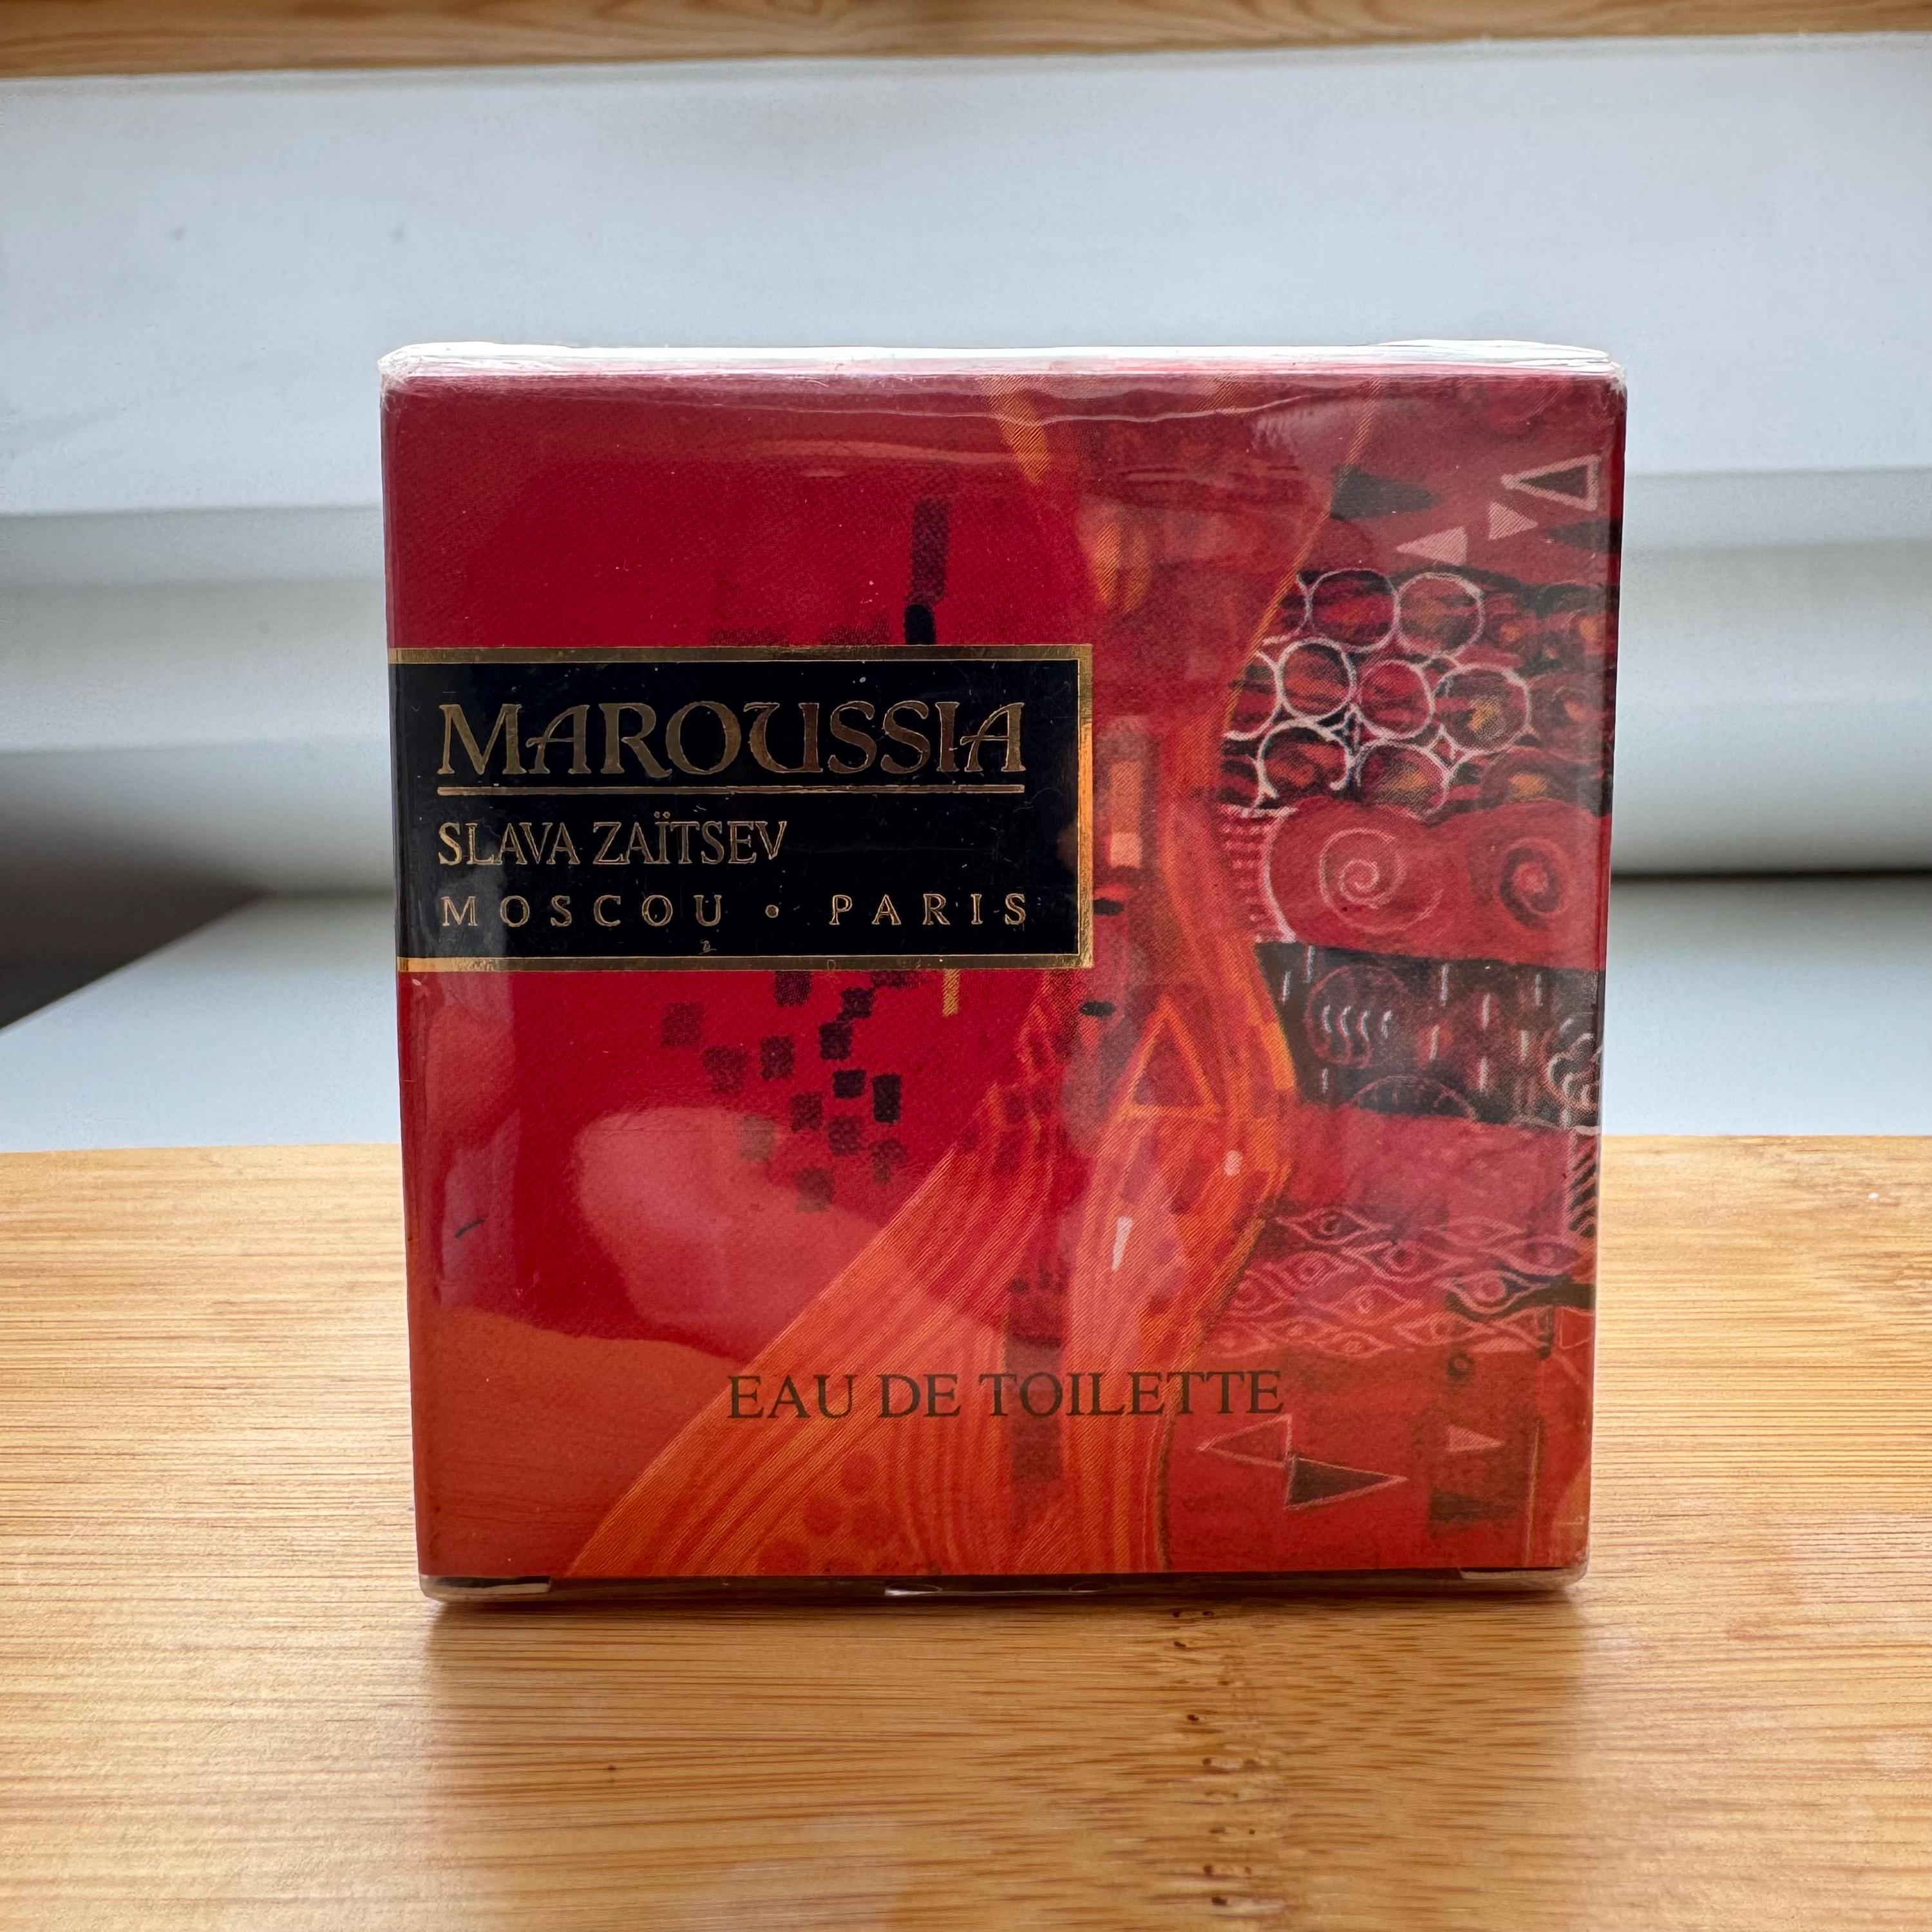 MAROUSSIA
SLAVA ZAÏTSEV
MOSCOU · PARIS
EAU DE TOILETTE